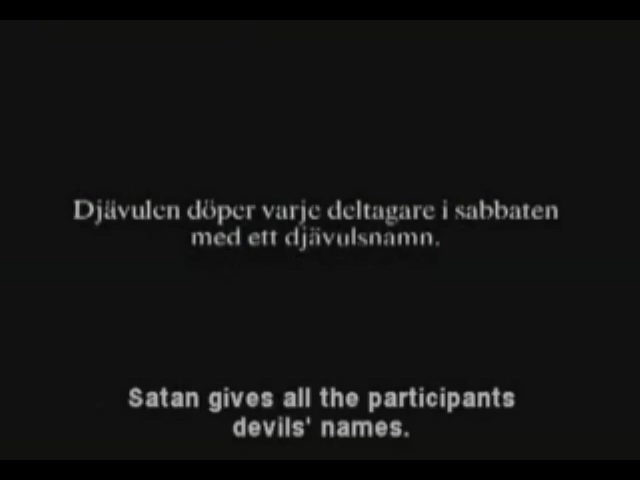 Djävulen döper varje deltagare i sabbaten
med ett djävulsnamn.
Satan gives all the participants
devils' names.